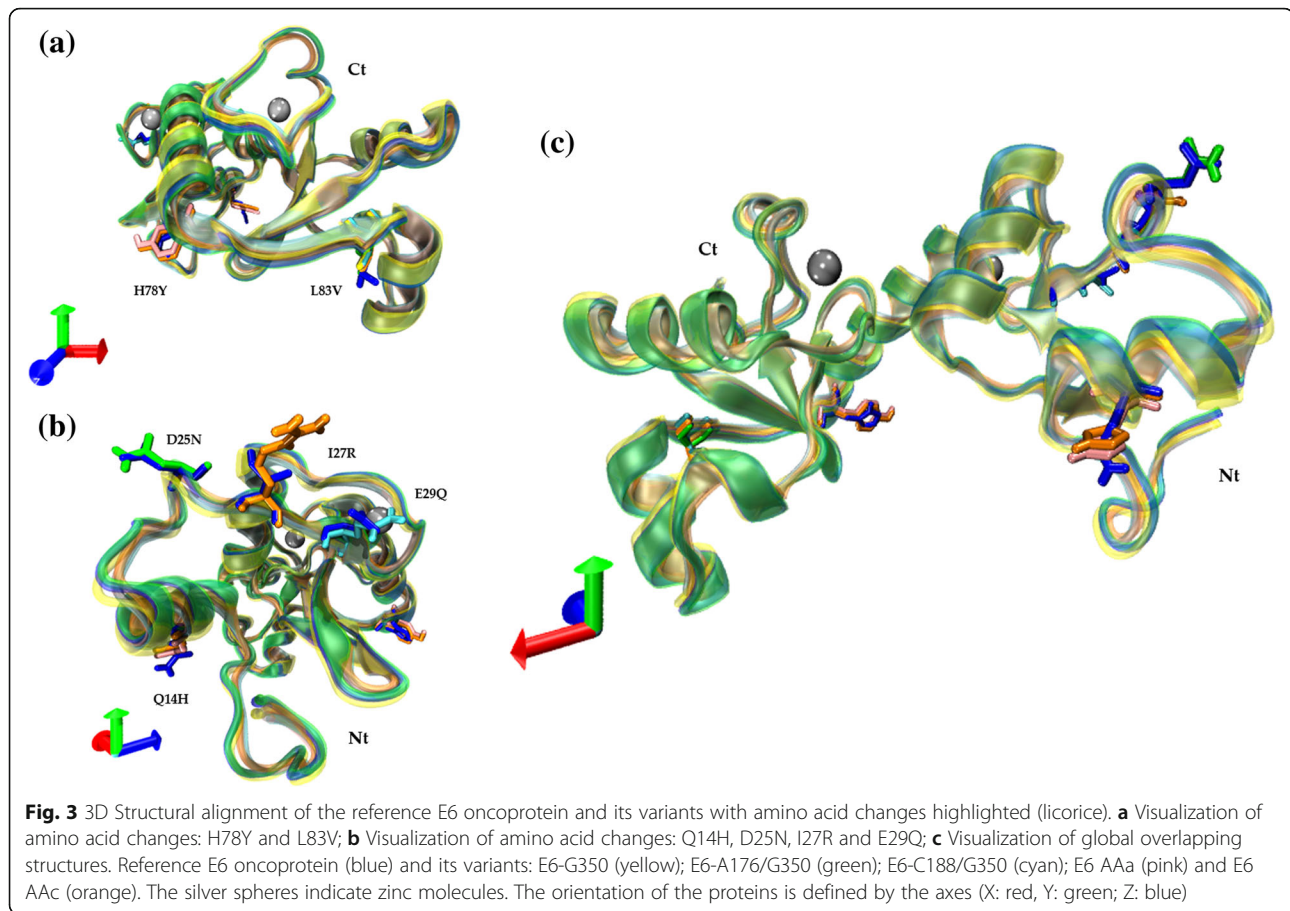 (a)
Ct
H78Y
L83V
Z
(b)
D25N
I27R
E29Q
Q14H
Nt
(c)
Ct
Nt
Fig. 3 3D Structural alignment of the reference E6 oncoprotein and its variants with amino acid changes highlighted (licorice). a Visualization of
amino acid changes: H78Y and L83V; b Visualization of amino acid changes: Q14H, D25N, I27R and E29Q; c Visualization of global overlapping
structures. Reference E6 oncoprotein (blue) and its variants: E6-G350 (yellow); E6-A176/G350 (green); E6-C188/G350 (cyan); E6 AAa (pink) and E6
AAc (orange). The silver spheres indicate zinc molecules. The orientation of the proteins is defined by the axes (X: red, Y: green; Z: blue)